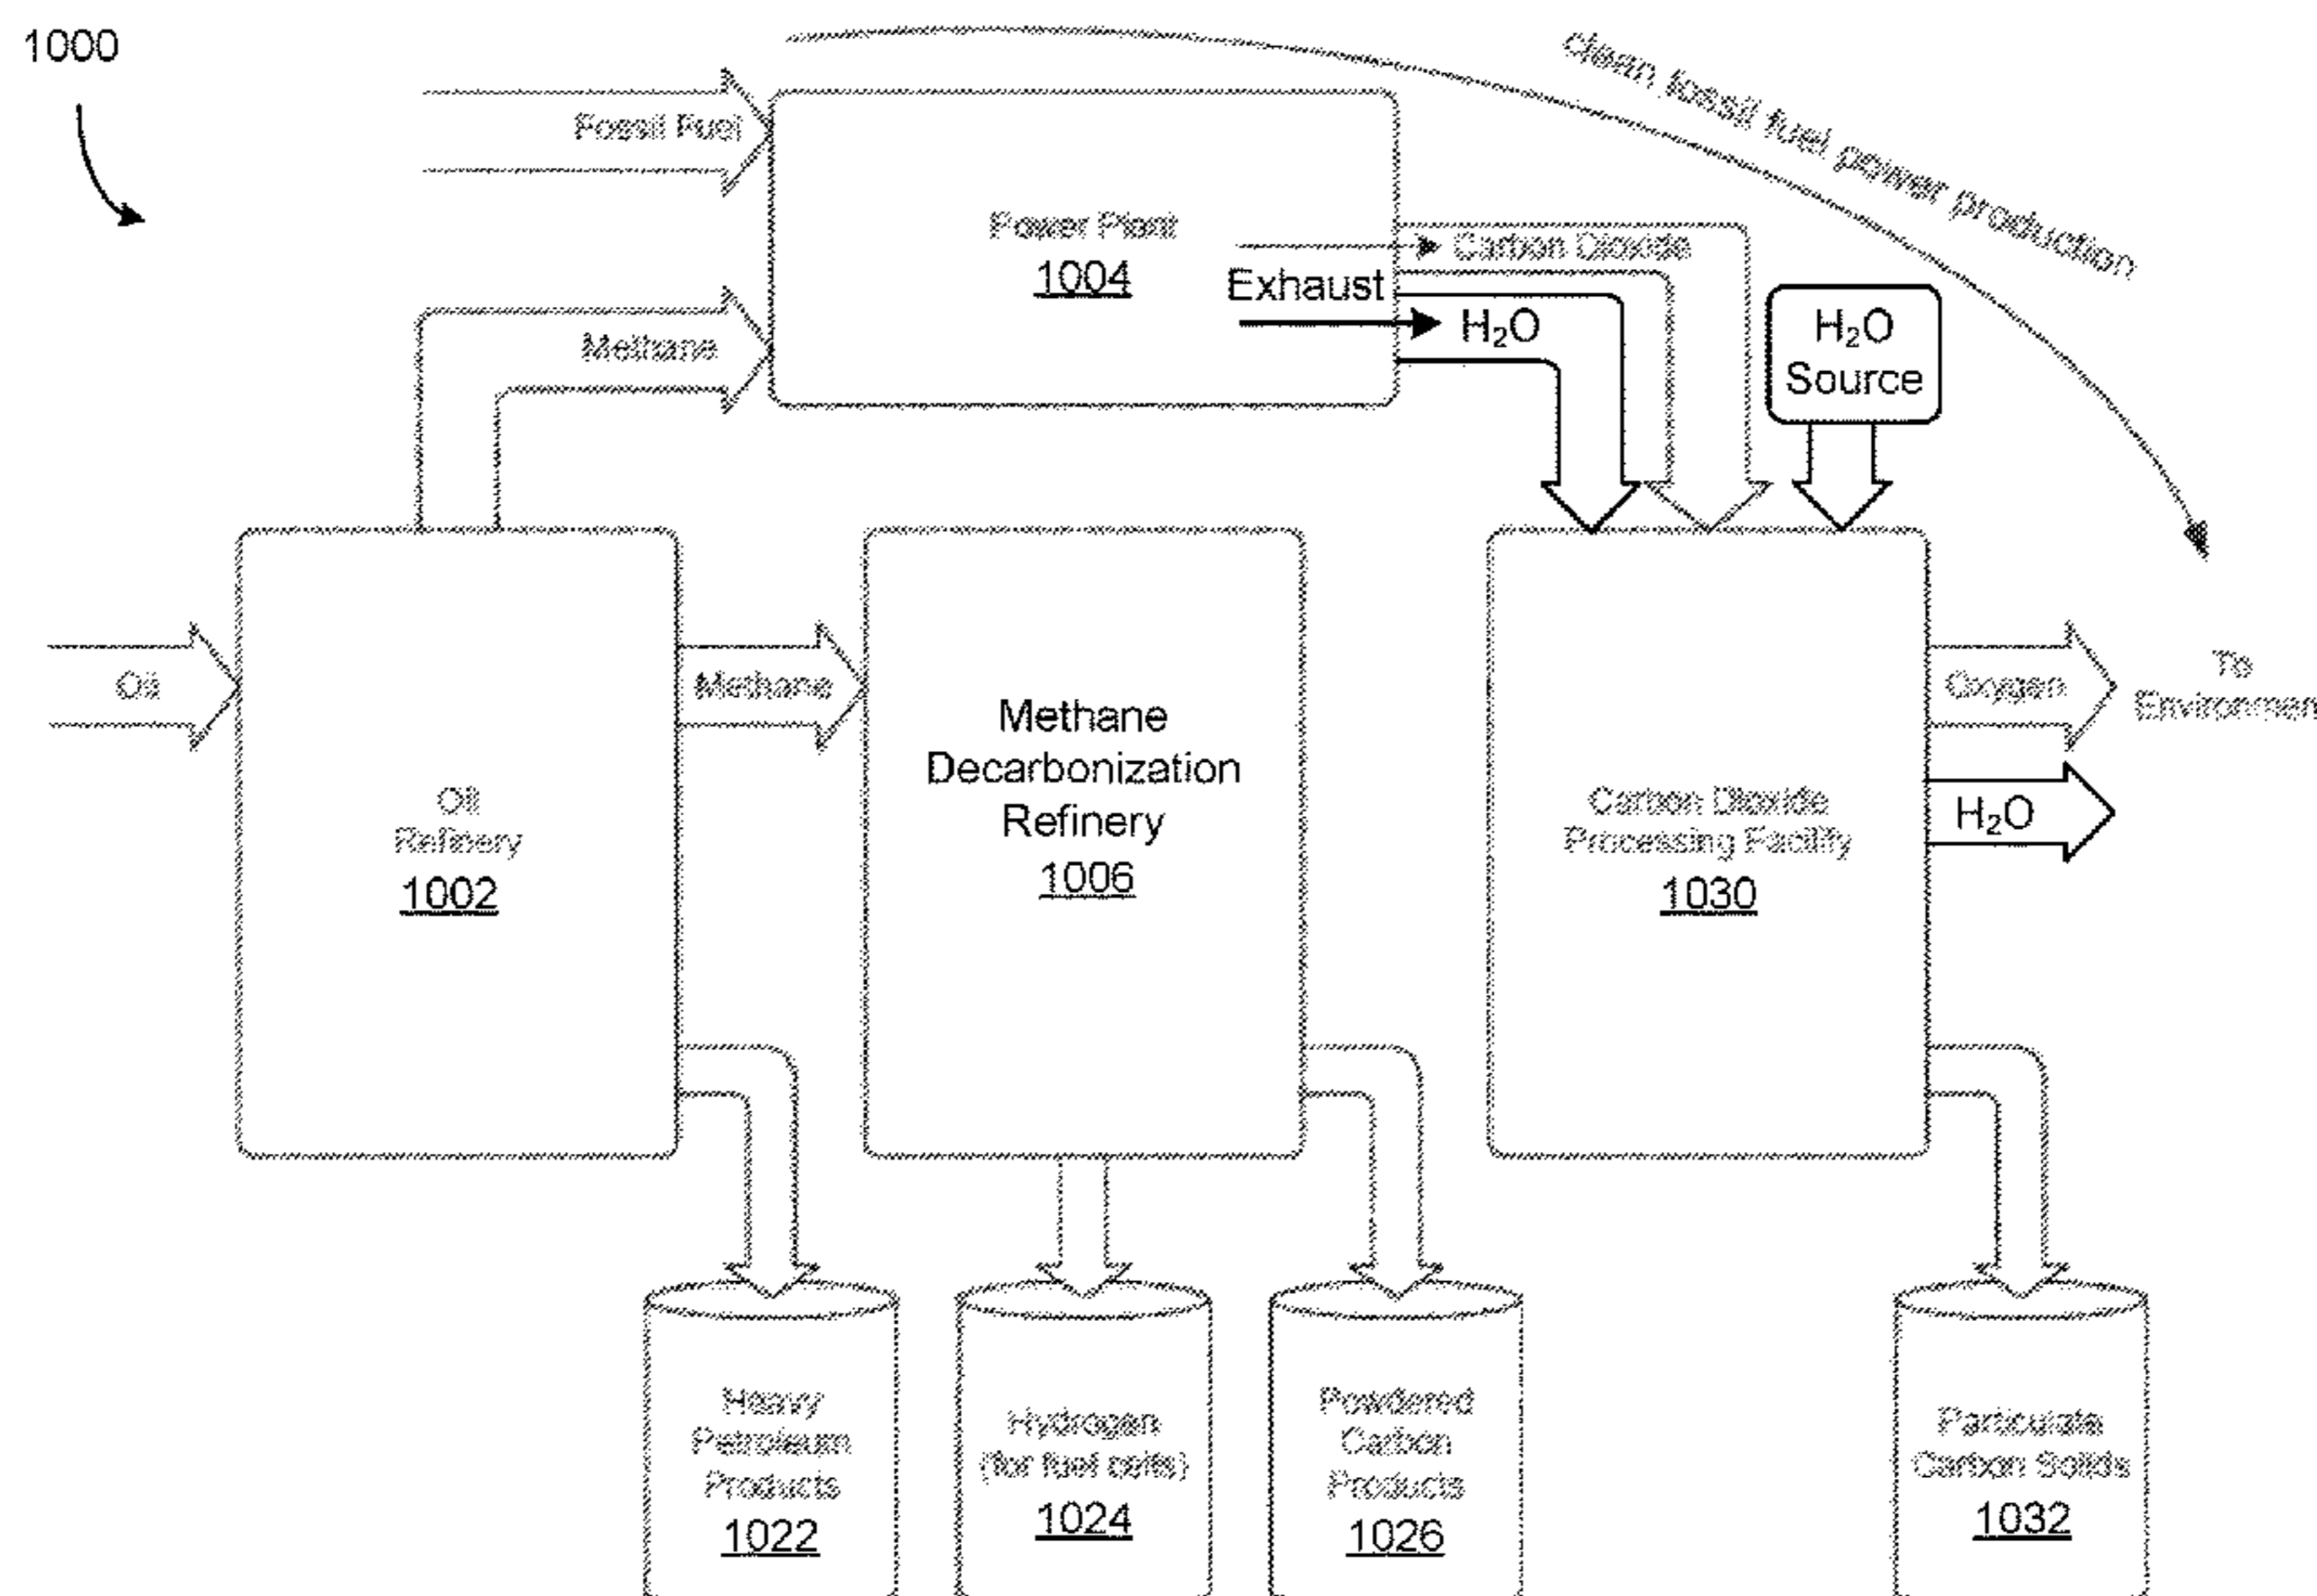 1000
clean fossil fuel power production
Fossil Fuel
Power Plant
1004
Carbon Dioxide
Exhaust
H₂O
H₂O
Source
Methane
Oil
Oil
Refinery
1002
Methane
Methane
Decarbonization
Refinery
1006
Carbon Dioxide
Processing Facility
1030
Oxygen
To
Environmen
H₂O
Heavy
Petroleum
Products
1022
Hydrogen
(for fuel cells)
1024
Powdered
Carbon
Products
1026
Particulate
Carbon Solids
1032